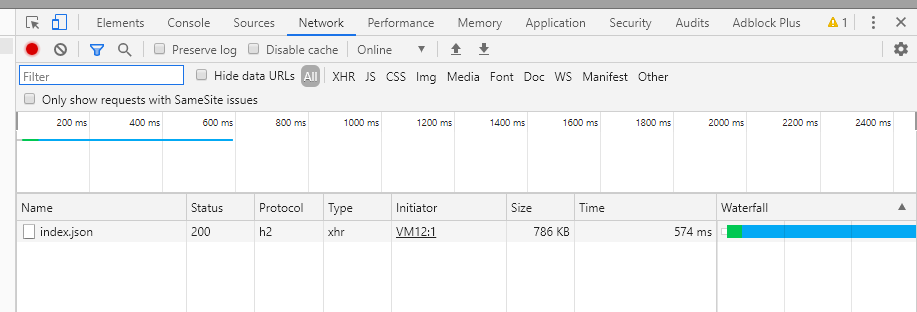 Elements Console Sources Network Performance Memory Application Security Audits Adblock Plus 1
Preserve log Disable cache Online
Filter Hide data URLs All XHR JS CSS Img Media Font Doc WS Manifest Other
Only show requests with SameSite issues
200 ms 400 ms 600 ms 800 ms 1000 ms 1200 ms 1400 ms 1600 ms 1800 ms 2000 ms 2200 ms 2400 ms
Name Status Protocol Type Initiator Size Time Waterfall
index.json 200 h2 xhr VM12:1 786 KB 574 ms